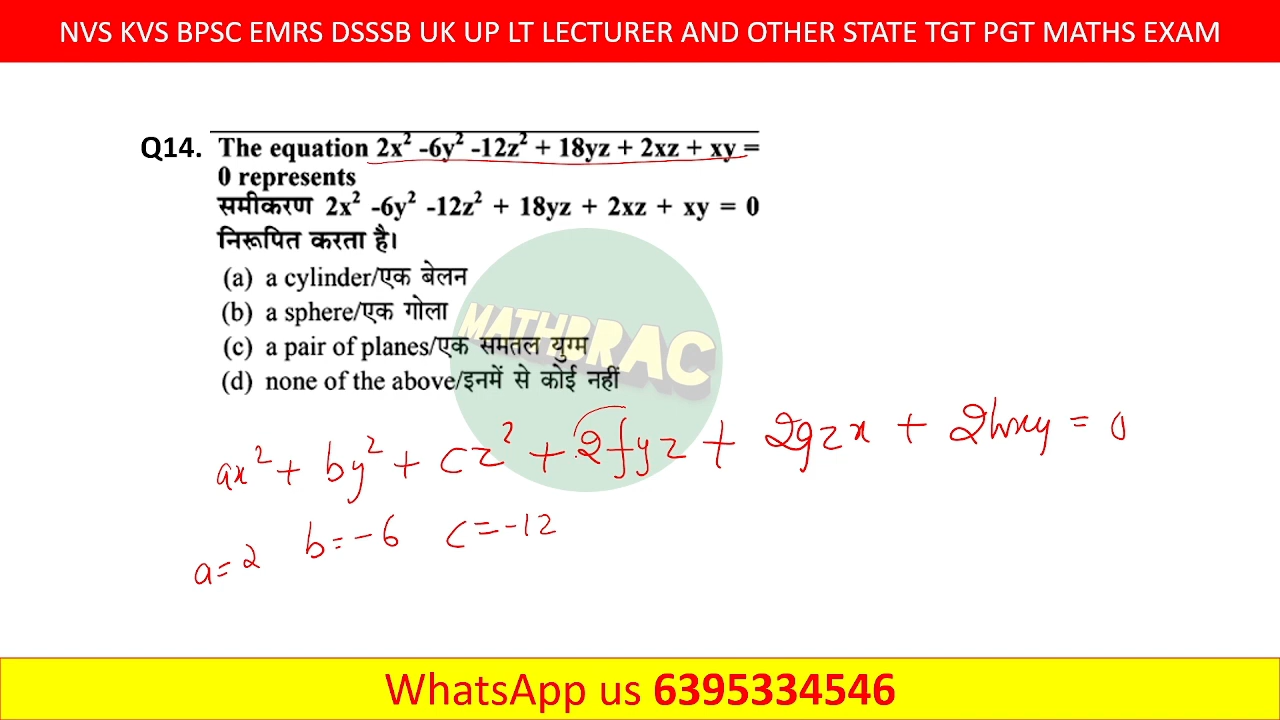 NVS KVS BPSC EMRS DSSSB UK UP LT LECTURER AND OTHER STATE TGT PGT MATHS EXAM
Q14. The equation 2x² -6y² -12z² + 18yz + 2xz + xy =
0 represents
समीकरण 2x² -6y² -12z² + 18yz + 2xz + xy = 0
निरूपित करता है।
(a) a cylinder/एक बेलन
(b) a sphere/एक गोला
(c) a pair of planes/एक समतल युग्म
(d) none of the above/इनमें से कोई नहीं
MATHBRAC
ax² + by² + cz² + 2fyz + 2gzx + 2hxy = 0
a=2 b=-6 c=-12
WhatsApp us 6395334546